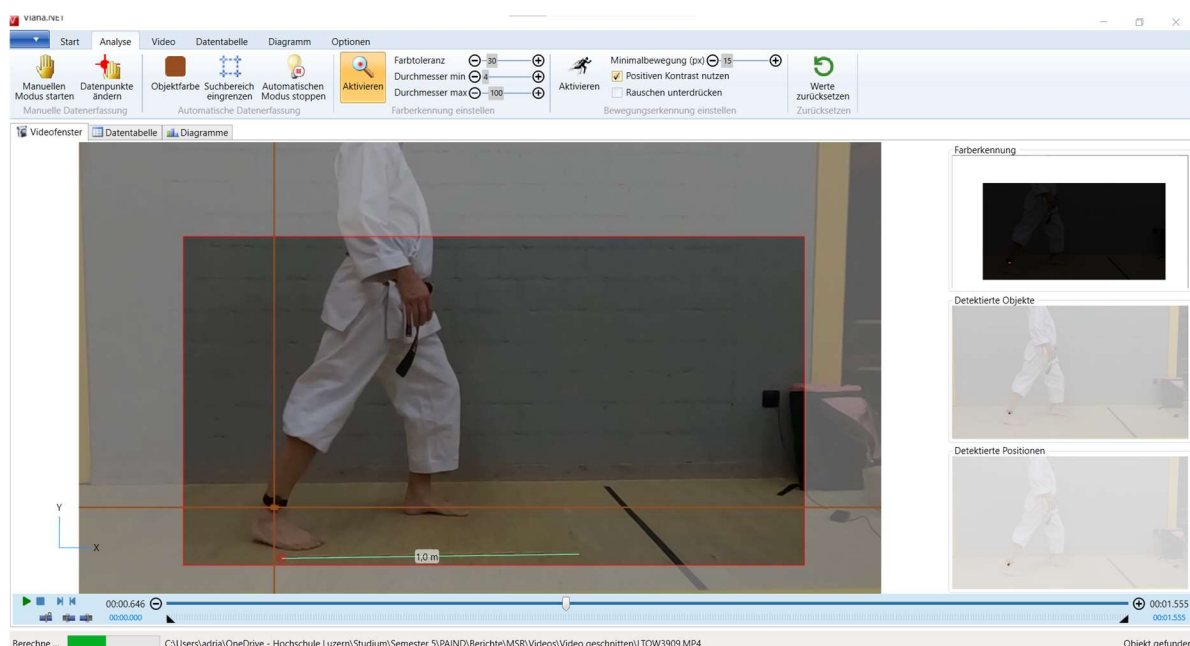 Viana.NET
Start Analyse Video Datentabelle Diagramm Optionen
Manuellen Modus starten
Datenpunkte ändern
Manuelle Datenerfassung
Objektfarbe
Suchbereich eingrenzen
Automatischen Modus stoppen
Automatische Datenerfassung
Aktivieren
Farbtoleranz 30
Durchmesser min 4
Durchmesser max 100
Farberkennung einstellen
Aktivieren
Minimalbewegung (px) 15
Positiven Kontrast nutzen
Rauschen unterdrücken
Bewegungserkennung einstellen
Werte zurücksetzen
Zurücksetzen
Videofenster Datentabelle Diagramme
Farberkennung
Detektierte Objekte
Detektierte Positionen
Y
X
1,0 m
00:00.646 00:01.555
00:00.000 00:01.555
Berechne ... C:\Users\adria\OneDrive - Hochschule Luzern\Studium\Semester 5\PAIND\Berichte\MSR\Videos\Video geschnitten\LTOW3909.MP4 Objekt gefunden